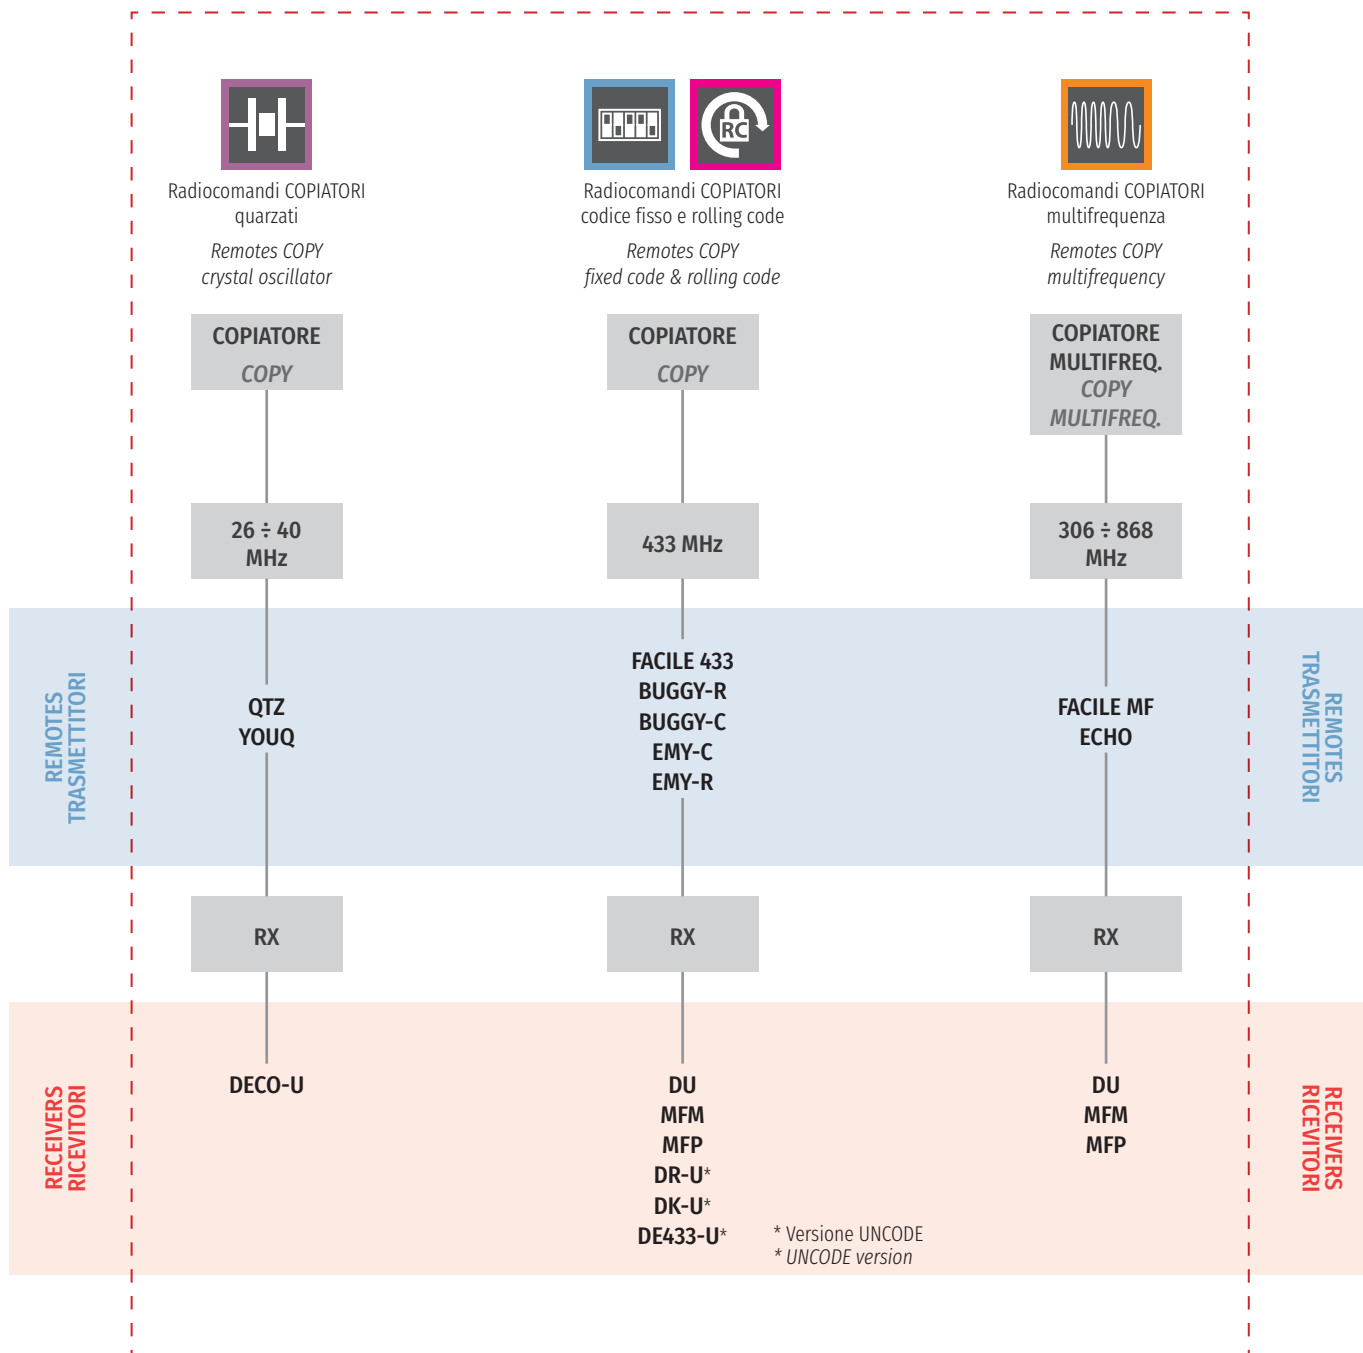 RC
Radiocomandi COPIATORI
quarzati
Remotes COPY
crystal oscillator
Radiocomandi COPIATORI
codice fisso e rolling code
Remotes COPY
fixed code & rolling code
Radiocomandi COPIATORI
multifrequenza
Remotes COPY
multifrequency
COPIATORE
COPY
COPIATORE
COPY
COPIATORE
MULTIFREQ.
COPY
MULTIFREQ.
26 ÷ 40
MHz
433 MHz
306 ÷ 868
MHz
REMOTES
TRASMETTITORI
QTZ
YOUQ
FACILE 433
BUGGY-R
BUGGY-C
EMY-C
EMY-R
FACILE MF
ECHO
REMOTES
TRASMETTITORI
RX
RX
RX
RECEIVERS
RICEVITORI
DECO-U
DU
MFM
MFP
DR-U*
DK-U*
DE433-U*
* Versione UNCODE
* UNCODE version
DU
MFM
MFP
RECEIVERS
RICEVITORI